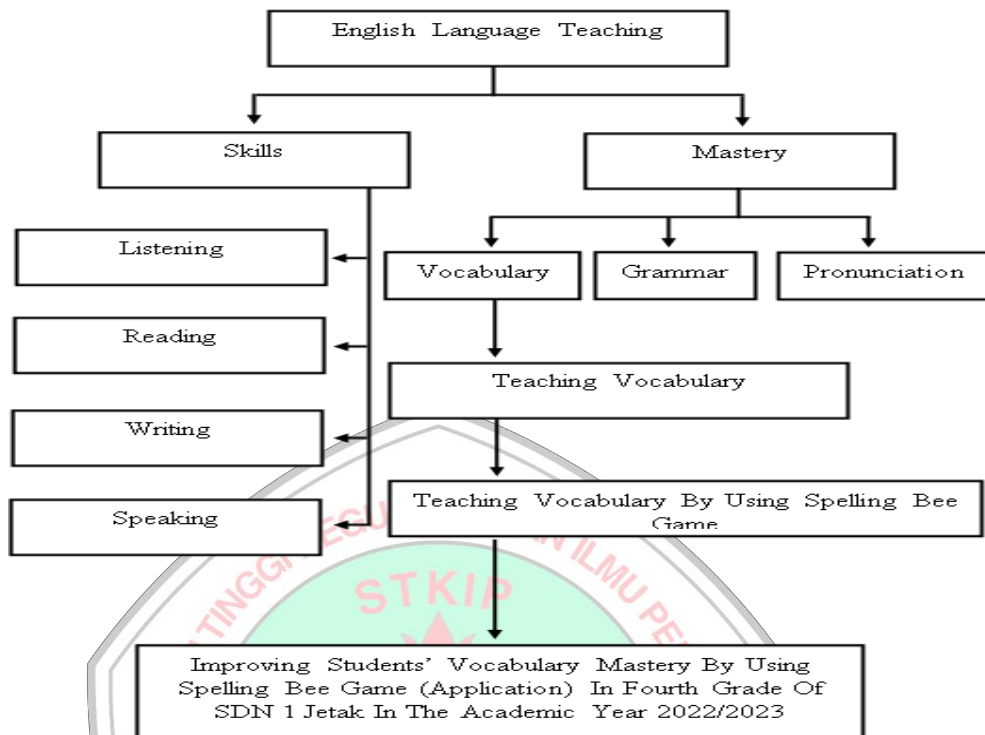 English Language Teaching
Skills
Mastery
Listening
Vocabulary
Grammar
Pronunciation
Reading
Teaching Vocabulary
Writing
Teaching Vocabulary By Using Spelling Bee
Game
Speaking
TINGGI
ILMU
STKIP
Improving Students’ Vocabulary Mastery By Using
Spelling Bee Game (Application) In Fourth Grade Of
SDN 1 Jetak In The Academic Year 2022/2023